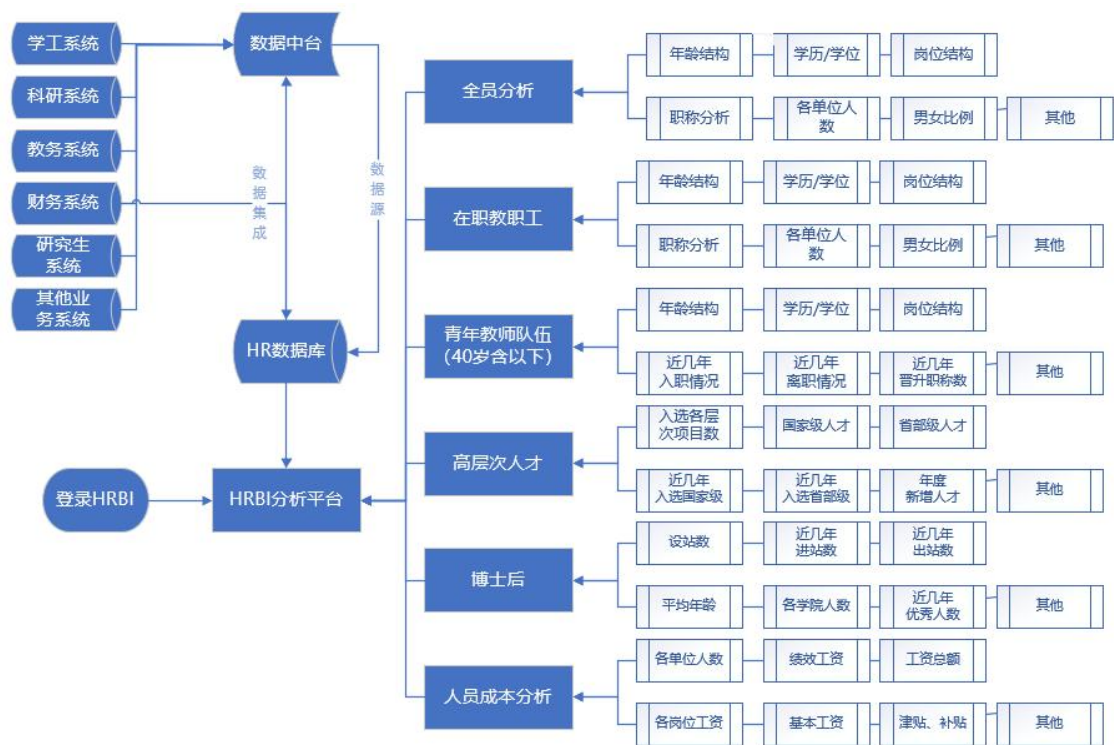 学工系统
科研系统
教务系统
财务系统
研究生
系统
其他业
务系统
数据中台
数据集成
数据源
HR数据库
登录HRBI
HRBI分析平台
全员分析
年龄结构
学历/学位
岗位结构
职称分析
各单位人
数
男女比例
其他
在职教职工
年龄结构
学历/学位
岗位结构
职称分析
各单位人
数
男女比例
其他
青年教师队伍
(40岁含以下)
年龄结构
学历/学位
岗位结构
近几年
入职情况
近几年
离职情况
近几年
晋升职称数
其他
高层次人才
入选各层
次项目数
国家级人才
省部级人才
近几年
入选国家级
近几年
入选省部级
年度
新增人才
其他
博士后
设站数
近几年
进站数
近几年
出站数
平均年龄
各学院人数
近几年
优秀人数
其他
人员成本分析
各单位人数
绩效工资
工资总额
各岗位工资
基本工资
津贴、补贴
其他